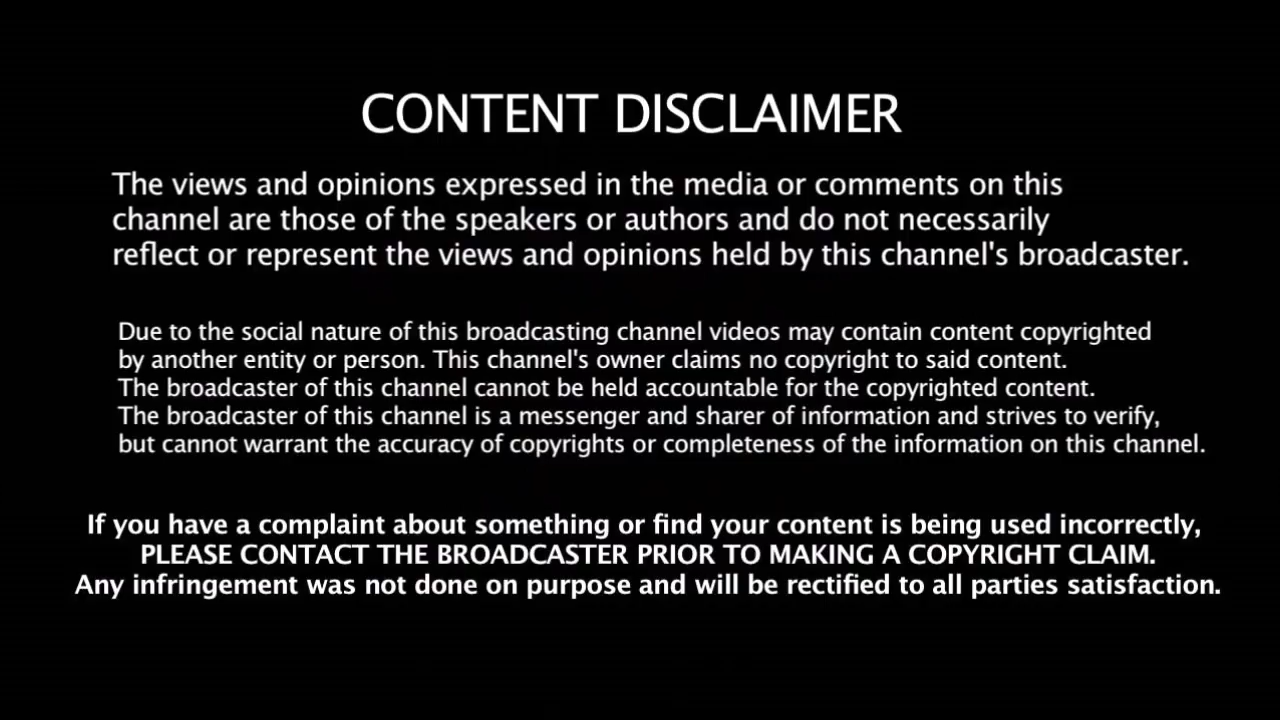 CONTENT DISCLAIMER
The views and opinions expressed in the media or comments on this
channel are those of the speakers or authors and do not necessarily
reflect or represent the views and opinions held by this channel's broadcaster.
Due to the social nature of this broadcasting channel videos may contain content copyrighted
by another entity or person. This channel's owner claims no copyright to said content.
The broadcaster of this channel cannot be held accountable for the copyrighted content.
The broadcaster of this channel is a messenger and sharer of information and strives to verify,
but cannot warrant the accuracy of copyrights or completeness of the information on this channel.
If you have a complaint about something or find your content is being used incorrectly,
PLEASE CONTACT THE BROADCASTER PRIOR TO MAKING A COPYRIGHT CLAIM.
Any infringement was not done on purpose and will be rectified to all parties satisfaction.